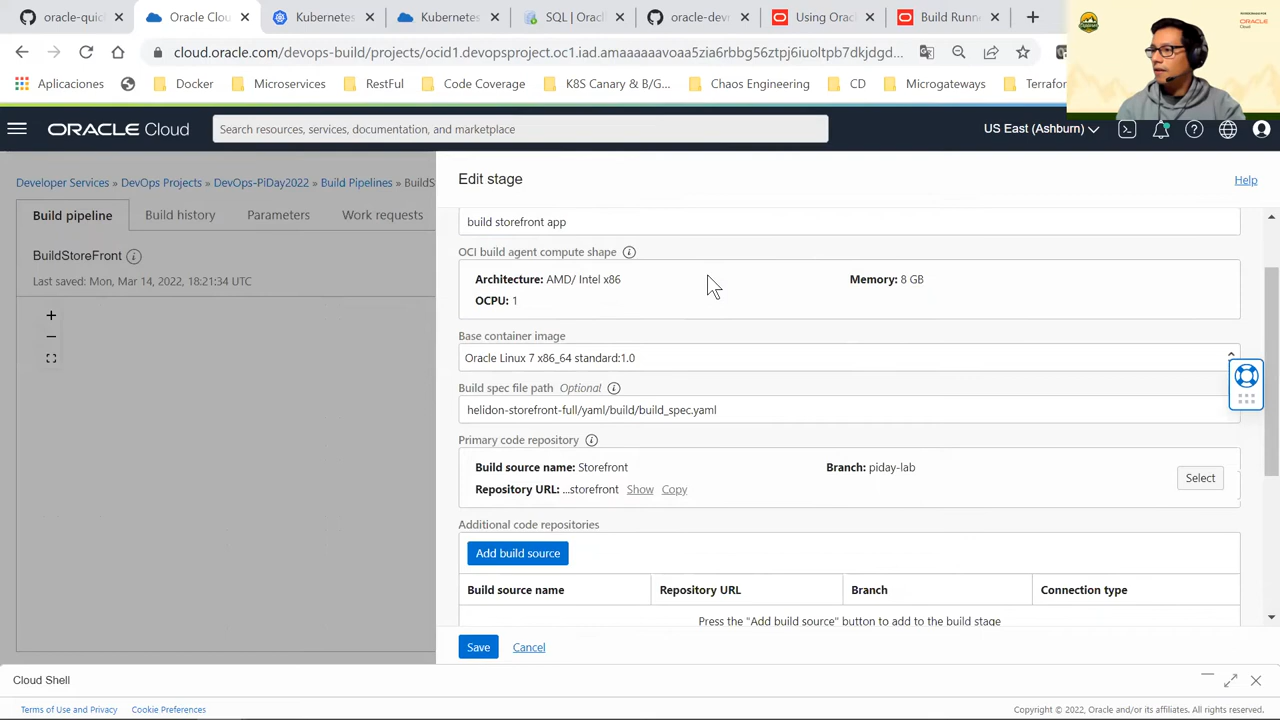 oracle-quic
Oracle Clou
Kubernetes
Kubernetes
Start Oracl
oracle-dev
Using Orac
Build Runn
cloud.oracle.com/devops-build/projects/ocid1.devopsproject.oc1.iad.amaaaaaavoaa5zia6rbbg56ztpj6iuoltpb7dkjdg...
Aplicaciones
Docker
Microservices
RestFul
Code Coverage
K8S Canary & B/G...
Chaos Engineering
CD
Microgateways
Terrafor
ORACLE Cloud
Search resources, services, documentation, and marketplace
US East (Ashburn)
Developer Services » DevOps Projects » DevOps-PiDay2022 » Build Pipelines » BuildS
Build pipeline
Build history
Parameters
Work requests
BuildStoreFront
Last saved: Mon, Mar 14, 2022, 18:21:34 UTC
Edit stage
Help
build storefront app
OCI build agent compute shape
Architecture: AMD/ Intel x86
Memory: 8 GB
OCPU: 1
Base container image
Oracle Linux 7 x86_64 standard:1.0
Build spec file path Optional
helidon-storefront-full/yaml/build/build_spec.yaml
Primary code repository
Build source name: Storefront
Branch: piday-lab
Repository URL: ...storefront Show Copy
Select
Additional code repositories
Add build source
Build source name
Repository URL
Branch
Connection type
Press the "Add build source" button to add to the build stage
Save
Cancel
Cloud Shell
Terms of Use and Privacy
Cookie Preferences
Copyright © 2022, Oracle and/or its affiliates. All rights reserved.
ORACLE
Cloud